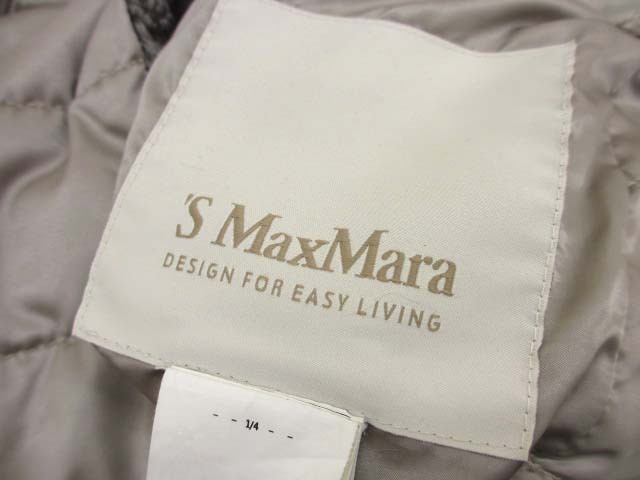 'S MaxMara
DESIGN FOR EASY LIVING
- - 1/4 - -